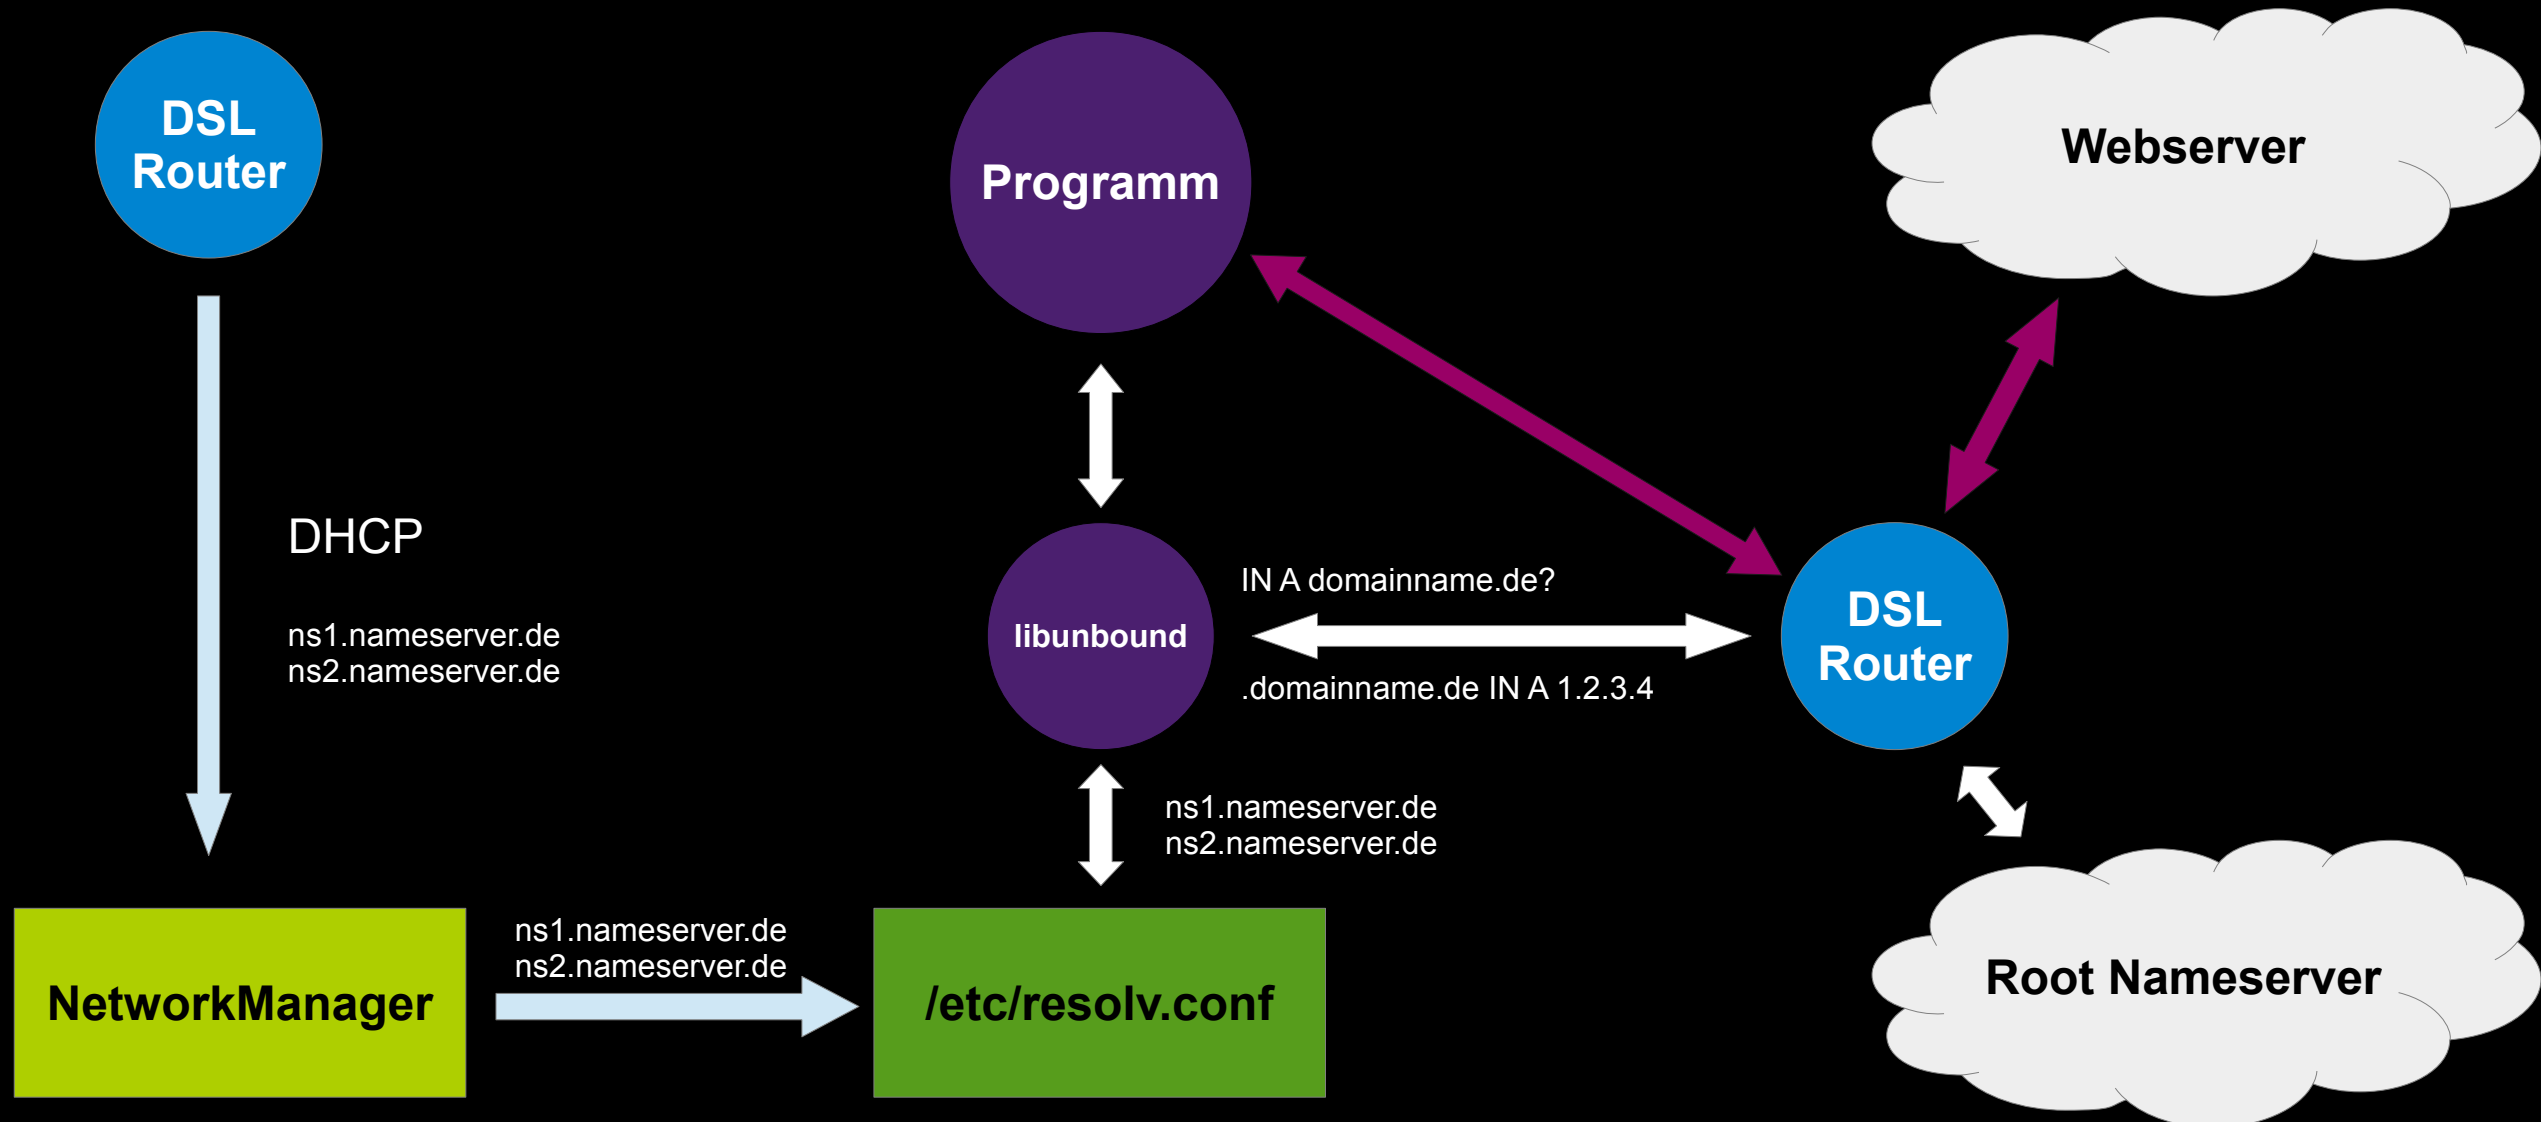 DSL
Router
Programm
Webserver
DHCP
ns1.nameserver.de
ns2.nameserver.de
IN A domainname.de?
libunbound
DSL
Router
.domainname.de IN A 1.2.3.4
ns1.nameserver.de
ns2.nameserver.de
NetworkManager
ns1.nameserver.de
ns2.nameserver.de
/etc/resolv.conf
Root Nameserver